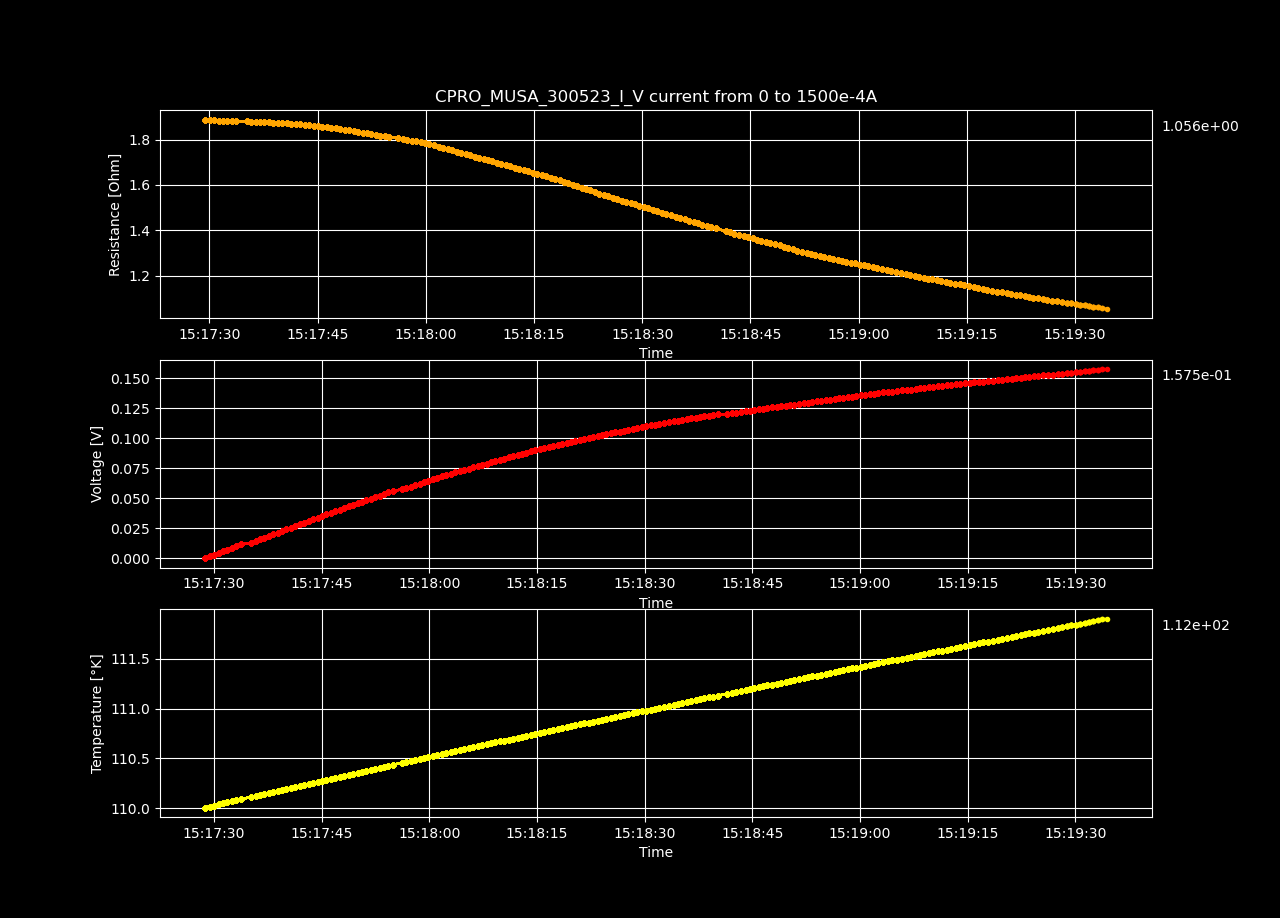 CPRO_MUSA_300523_I_V current from 0 to 1500e-4A
1.056e+00
Resistance [Ohm]
1.8
1.6
1.4
1.2
15:17:30 15:17:45 15:18:00 15:18:15 15:18:30 15:18:45 15:19:00 15:19:15 15:19:30
Time
1.575e-01
Voltage [V]
0.150
0.125
0.100
0.075
0.050
0.025
0.000
15:17:30 15:17:45 15:18:00 15:18:15 15:18:30 15:18:45 15:19:00 15:19:15 15:19:30
Time
1.12e+02
Temperature [°K]
111.5
111.0
110.5
110.0
15:17:30 15:17:45 15:18:00 15:18:15 15:18:30 15:18:45 15:19:00 15:19:15 15:19:30
Time